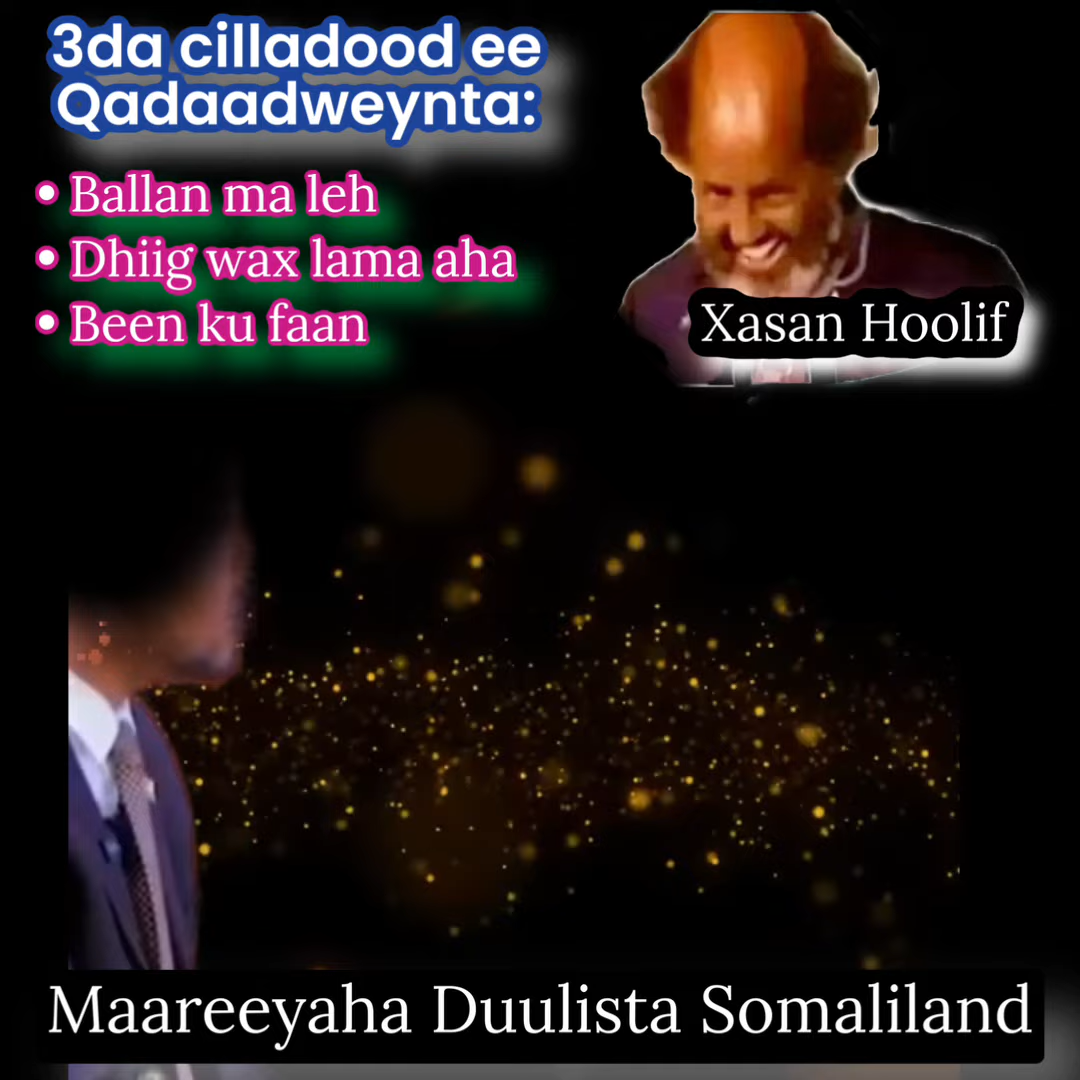 3da cilladood ee
Qadaadweynta:
• Ballan ma leh
• Dhiig wax lama aha
• Been ku faan
Xasan Hoolif
Maareeyaha Duulista Somaliland